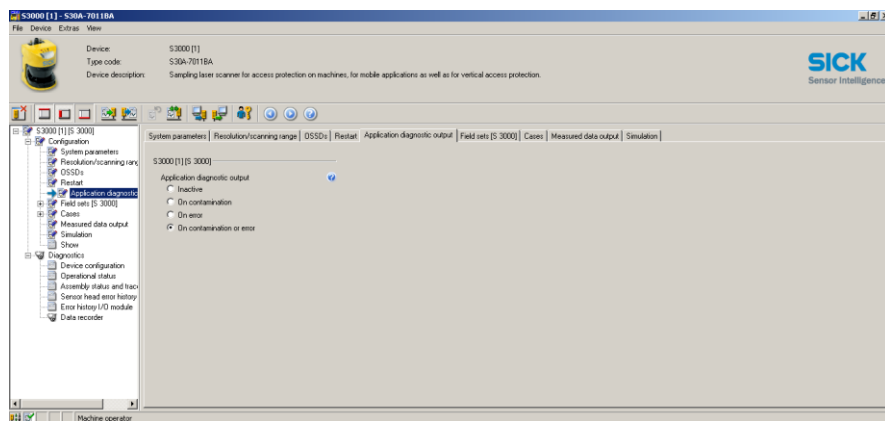 S3000 [1] - S30A-7011BA
File Device Extras View
Device: S3000 [1]
Type code: S30A-7011BA
Device description: Sampling laser scanner for access protection on machines, for mobile applications as well as for vertical access protection.
SICK
Sensor Intelligence
S3000 [1] [S 3000]
Configuration
System parameters
Resolution/scanning rang
OSSDs
Restart
Application diagnostic
Field sets [S 3000]
Cases
Measured data output
Simulation
Show
Diagnostics
Device configuration
Operational status
Assembly status and trace
Sensor head error history
Error history I/O module
Data recorder
System parameters Resolution/scanning range OSSDs Restart Application diagnostic output Field sets [S 3000] Cases Measured data output Simulation
S3000 [1] [S 3000]
Application diagnostic output
Inactive
On contamination
On error
On contamination or error
Machine operator